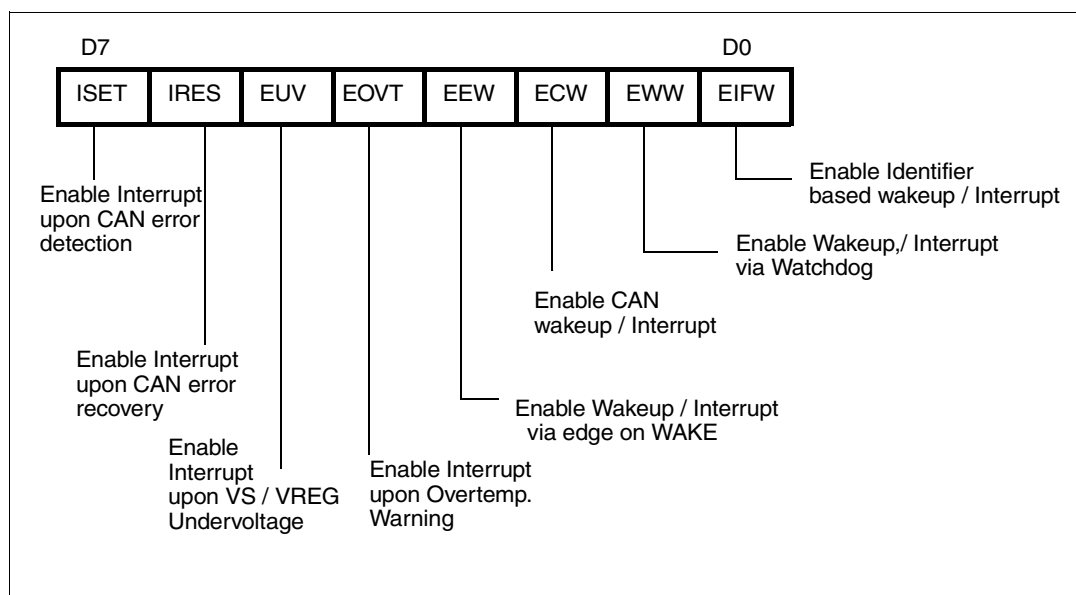 D7 D0
ISET IRES EUV EOVT EEW ECW EWW EIFW
Enable Identifier
based wakeup / Interrupt
Enable Interrupt
upon CAN error
detection
Enable Wakeup,/ Interrupt
via Watchdog
Enable CAN
wakeup / Interrupt
Enable Interrupt
upon CAN error
recovery
Enable Wakeup / Interrupt
via edge on WAKE
Enable
Interrupt
upon VS / VREG
Undervoltage
Enable Interrupt
upon Overtemp.
Warning